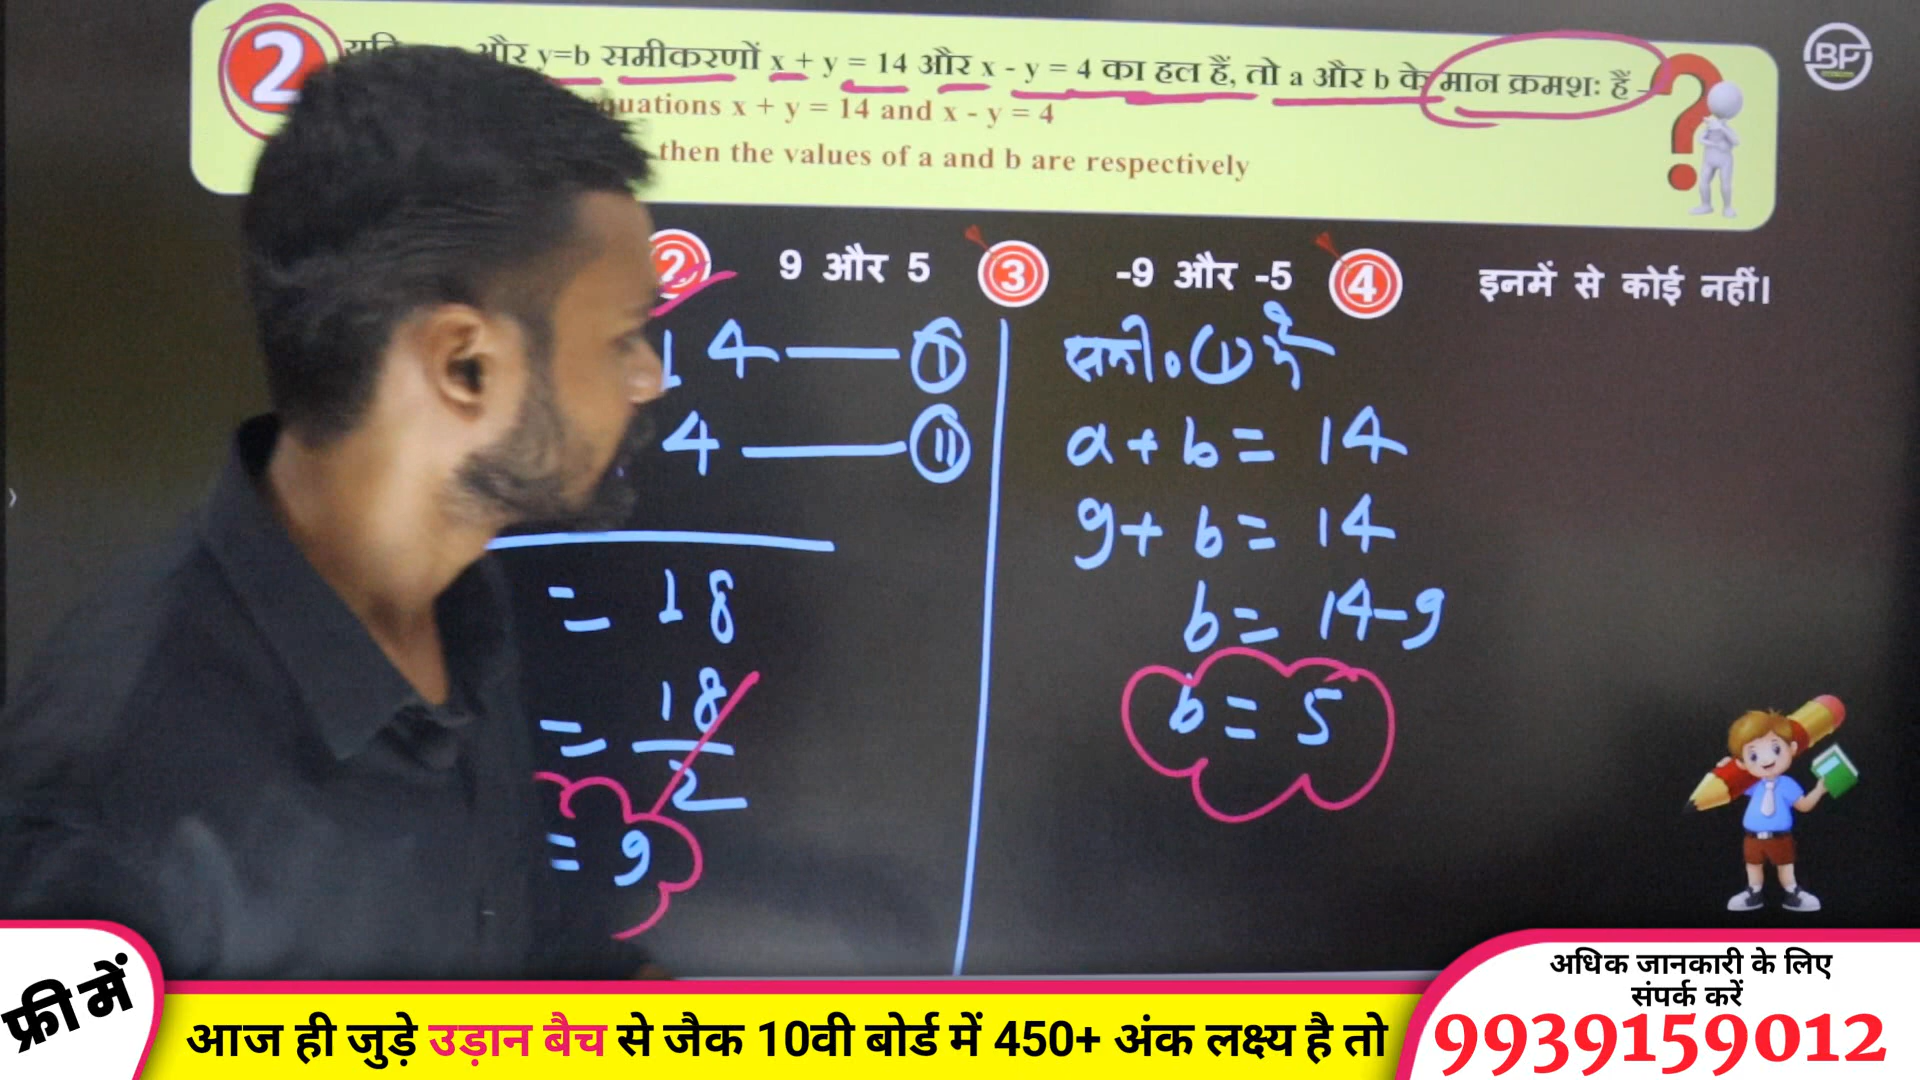 2
और y=b समीकरणों x + y = 14 और x - y = 4 का हल हैं, तो a और b के मान क्रमशः हैं -
quations x + y = 14 and x - y = 4
then the values of a and b are respectively
BP
2 9 और 5 3 -9 और -5 4 इनमें से कोई नहीं।
14 — I
4 — II
= 18
= 18/2
= 9
समी० (1) में
a + b = 14
9 + b = 14
b = 14-9
b = 5
फ्री में
आज ही जुड़े उड़ान बैच से जैक 10वी बोर्ड में 450+ अंक लक्ष्य है तो
अधिक जानकारी के लिए
संपर्क करें
9939159012